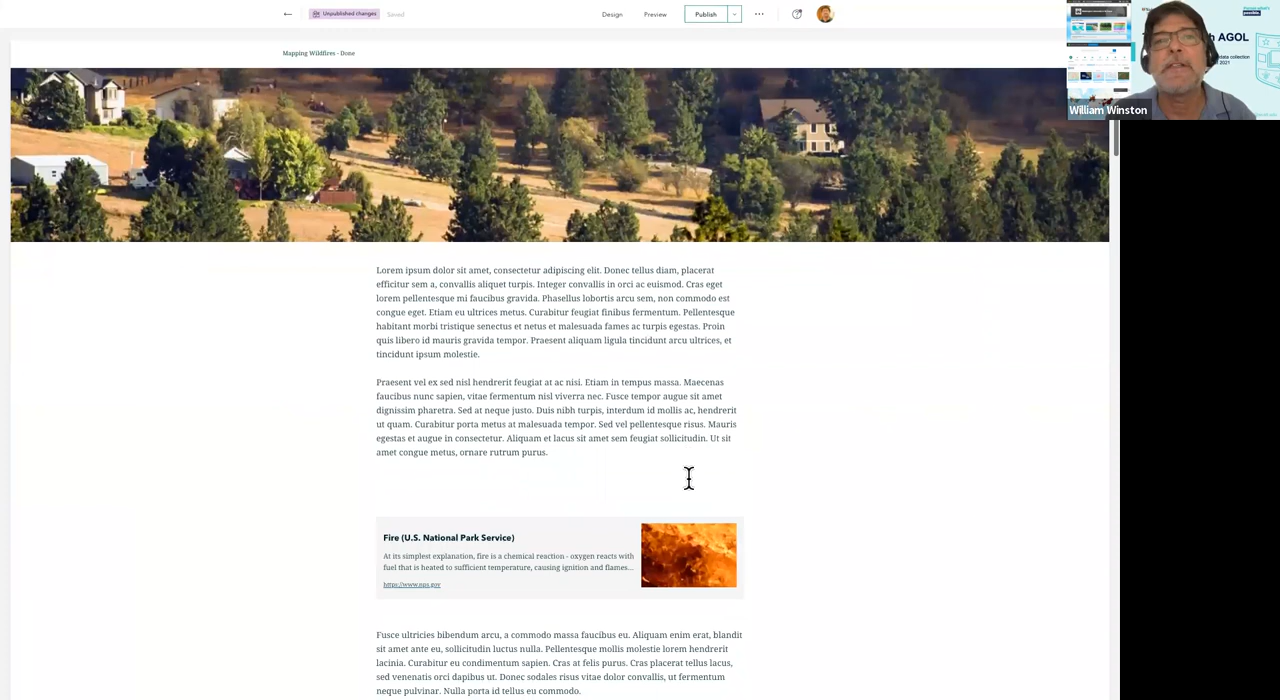 Unpublished changes
Saved
Design
Preview
Publish
Mapping Wildfires - Done
AGOL
data collection
2021
William Winston
Lorem ipsum dolor sit amet, consectetur adipiscing elit. Donec tellus diam, placerat
efficitur sem a, convallis aliquet turpis. Integer convallis in orci ac euismod. Cras eget
lorem pellentesque mi faucibus gravida. Phasellus lobortis arcu sem, non commodo est
congue eget. Etiam eu ultrices metus. Curabitur feugiat finibus fermentum. Pellentesque
habitant morbi tristique senectus et netus et malesuada fames ac turpis egestas. Proin
quis libero id mauris gravida tempor. Praesent aliquam ligula tincidunt arcu ultrices, et
tincidunt ipsum molestie.
Praesent vel ex sed nisl hendrerit feugiat at ac nisi. Etiam in tempus massa. Maecenas
faucibus nunc sapien, vitae fermentum nisl viverra nec. Fusce tempor augue sit amet
dignissim pharetra. Sed at neque justo. Duis nibh turpis, interdum id mollis ac, hendrerit
ut quam. Curabitur porta metus at malesuada tempor. Sed vel pellentesque risus. Mauris
egestas et augue in consectetur. Aliquam et lacus sit amet sem feugiat sollicitudin. Ut sit
amet congue metus, ornare rutrum purus.
Fire (U.S. National Park Service)
At its simplest explanation, fire is a chemical reaction - oxygen reacts with
fuel that is heated to sufficient temperature, causing ignition and flames...
https://www.nps.gov
Fusce ultricies bibendum arcu, a commodo massa faucibus eu. Aliquam enim erat, blandit
sit amet ante eu, sollicitudin luctus nulla. Pellentesque mollis molestie lorem hendrerit
lacinia. Curabitur eu condimentum sapien. Cras at felis purus. Cras placerat tellus lacus,
sed venenatis orci dapibus ut. Donec sodales risus vitae dolor convallis, ut fermentum
neque pulvinar. Nulla porta id tellus eu commodo.